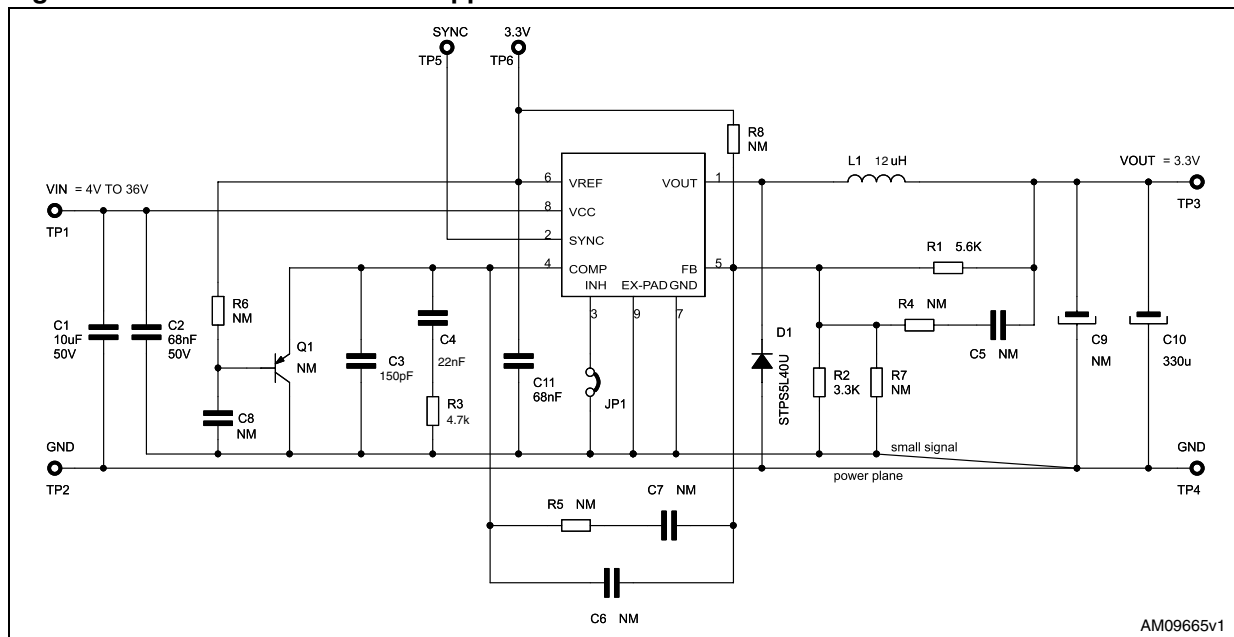 SYNC
TP5
3.3V
TP6
R8
NM
L1 12 uH
VOUT = 3.3V
TP3
VIN = 4V TO 36V
TP1
6 VREF
8 VCC
2 SYNC
4 COMP
VOUT 1
FB 5
INH EX-PAD GND
3 9 7
R1 5.6K
R4 NM
C5 NM
R6
NM
C1
10uF
50V
C2
68nF
50V
Q1
NM
C3
150pF
C4
22nF
R3
4.7k
C11
68nF
JP1
D1
STPS5L40U
R2
3.3K
R7
NM
C9
NM
C10
330u
C8
NM
GND
TP2
small signal
power plane
GND
TP4
R5 NM
C7 NM
C6 NM
AM09665v1